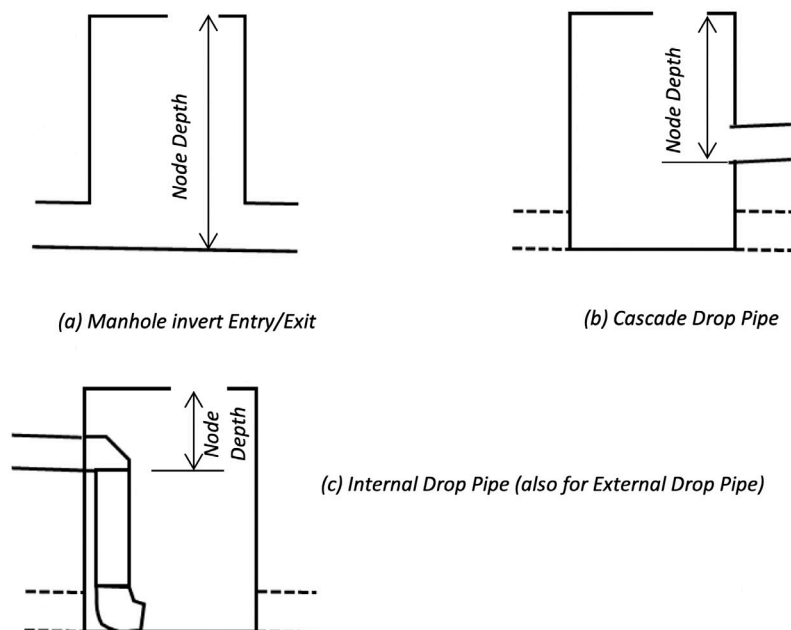 Node Depth
Node Depth
(a) Manhole invert Entry/Exit
(b) Cascade Drop Pipe
Node
Depth
(c) Internal Drop Pipe (also for External Drop Pipe)